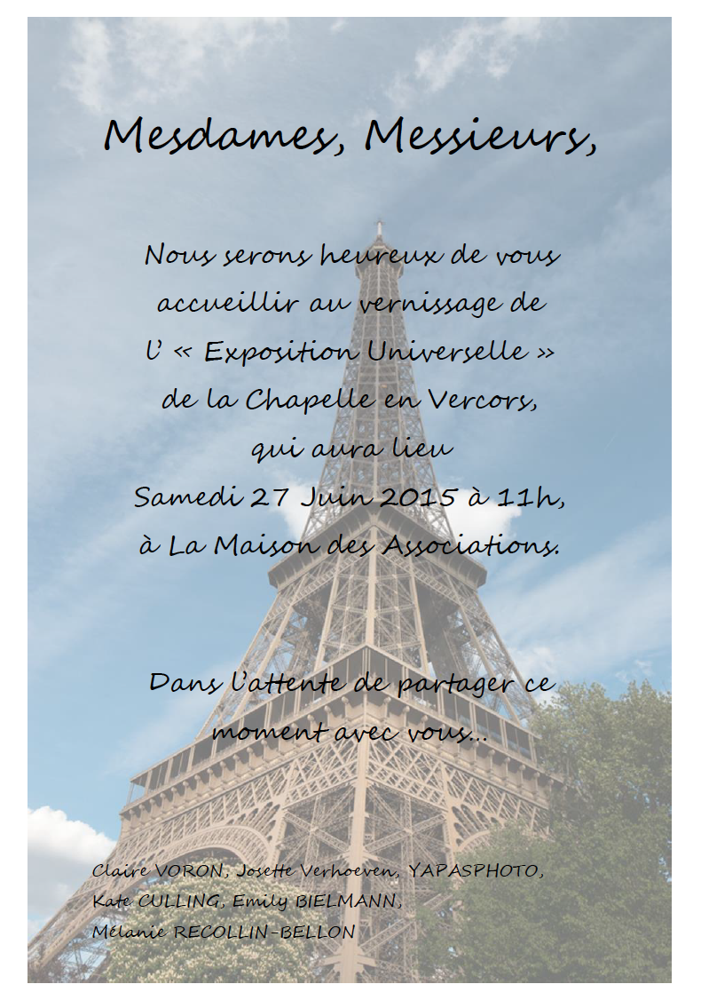 Mesdames, Messieurs,
Nous serons heureux de vous
accueillir au vernissage de
l' « Exposition Universelle »
de la Chapelle en Vercors,
qui aura lieu
Samedi 27 Juin 2015 à 11h,
à La Maison des Associations.
Dans l'attente de partager ce
moment avec vous...
Claire VORON, Josette Verhoeven, YAPASPHOTO,
Kate CULLING, Emily BIELMANN,
Mélanie RECOLLIN-BELLON